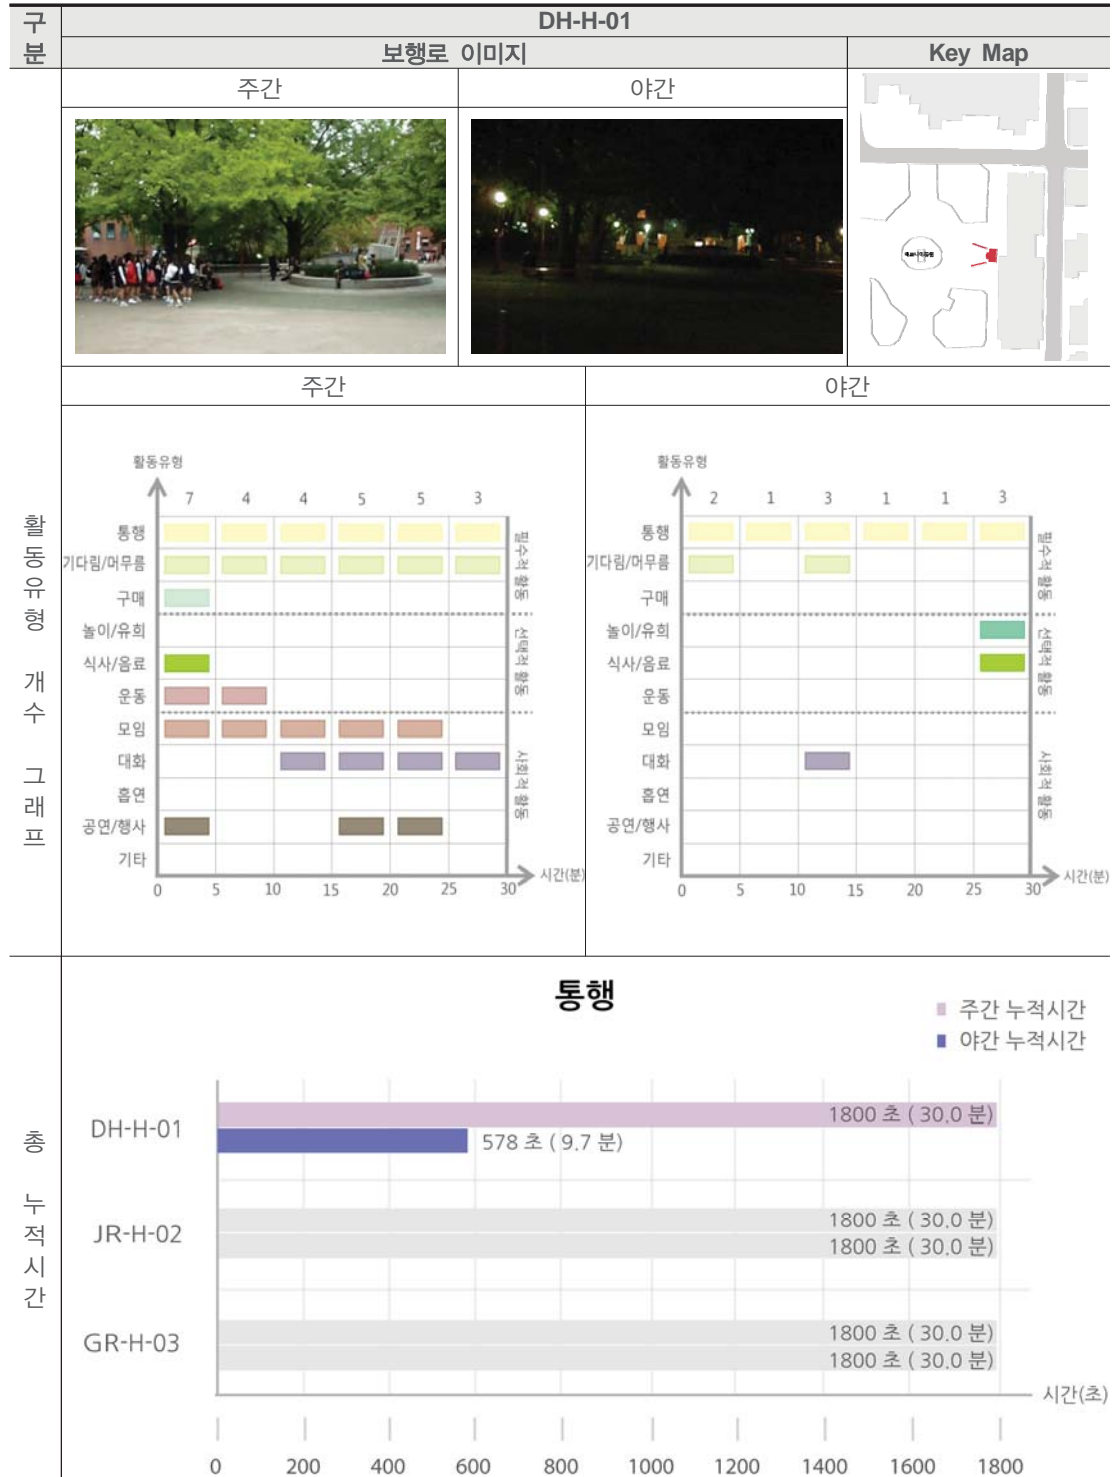 구분
DH-H-01
보행로 이미지
Key Map
주간
야간
주간
야간
활동유형 개수 그래프
활동유형
7 4 4 5 5 3
통행
기다림/머무름
구매
놀이/유희
식사/음료
운동
모임
대화
흡연
공연/행사
기타
필수적 활동
선택적 활동
사회적 활동
0 5 10 15 20 25 30
시간(분)
활동유형
2 1 3 1 1 3
통행
기다림/머무름
구매
놀이/유희
식사/음료
운동
모임
대화
흡연
공연/행사
기타
필수적 활동
선택적 활동
사회적 활동
0 5 10 15 20 25 30
시간(분)
총 누적시간
통행
주간 누적시간
야간 누적시간
DH-H-01
1800 초 ( 30.0 분)
578 초 ( 9.7 분)
JR-H-02
1800 초 ( 30.0 분)
1800 초 ( 30.0 분)
GR-H-03
1800 초 ( 30.0 분)
1800 초 ( 30.0 분)
시간(초)
0 200 400 600 800 1000 1200 1400 1600 1800